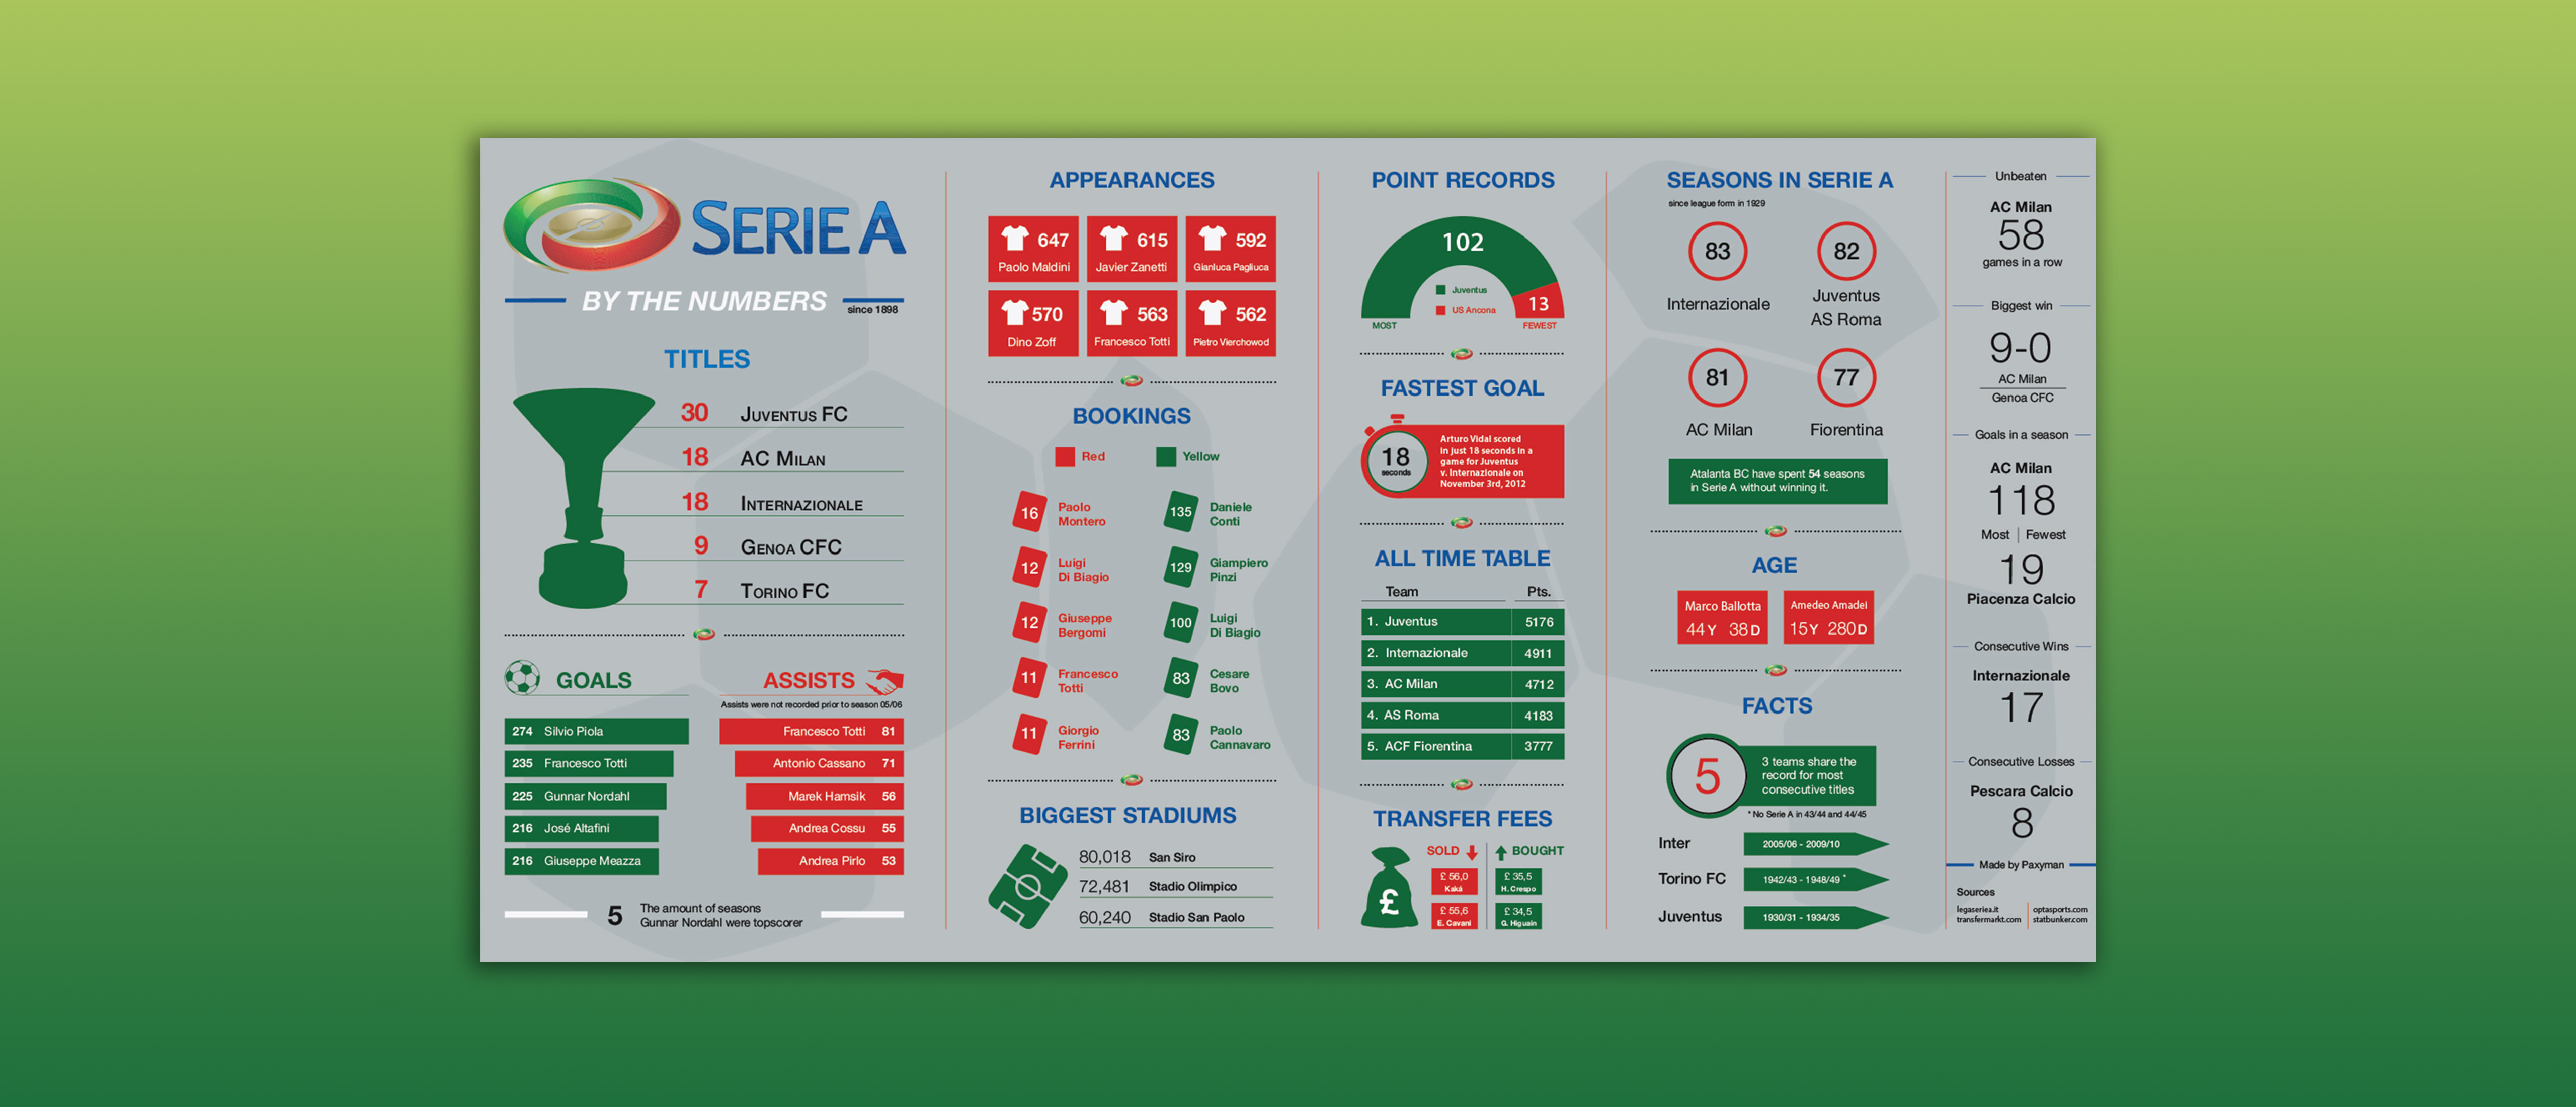 SERIE A
BY THE NUMBERS
since 1898
TITLES
30 JUVENTUS FC
18 AC MILAN
18 INTERNAZIONALE
9 GENOA CFC
7 TORINO FC
GOALS
274 Silvio Piola
235 Francesco Totti
225 Gunnar Nordahl
216 José Altafini
216 Giuseppe Meazza
ASSISTS
Assists were not recorded prior to season 05/06
Francesco Totti 81
Antonio Cassano 71
Marek Hamsik 56
Andrea Cossu 55
Andrea Pirlo 53
5
The amount of seasons
Gunnar Nordahl were topscorer
APPEARANCES
647
Paolo Maldini
615
Javier Zanetti
592
Gianluca Pagliuca
570
Dino Zoff
563
Francesco Totti
562
Pietro Vierchowod
BOOKINGS
Red
Yellow
16
Paolo
Montero
12
Luigi
Di Biagio
12
Giuseppe
Bergomi
11
Francesco
Totti
11
Giorgio
Ferrini
135
Daniele
Conti
129
Giampiero
Pinzi
100
Luigi
Di Biagio
83
Cesare
Bovo
83
Paolo
Cannavaro
BIGGEST STADIUMS
80,018 San Siro
72,481 Stadio Olimpico
60,240 Stadio San Paolo
POINT RECORDS
102
Juventus
US Ancona
13
MOST
FEWEST
FASTEST GOAL
18
seconds
Arturo Vidal scored
in just 18 seconds in a
game for Juventus
v. Internazionale on
November 3rd, 2012
ALL TIME TABLE
Team Pts.
1. Juventus 5176
2. Internazionale 4911
3. AC Milan 4712
4. AS Roma 4183
5. ACF Fiorentina 3777
TRANSFER FEES
£
SOLD
£ 56,0
Kaká
£ 55,6
E. Cavani
BOUGHT
£ 35,5
H. Crespo
£ 34,5
G. Higuain
SEASONS IN SERIE A
since league form in 1929
83
Internazionale
82
Juventus
AS Roma
81
AC Milan
77
Fiorentina
Atalanta BC have spent 54 seasons
in Serie A without winning it.
AGE
Marco Ballotta
44Y 38D
Amedeo Amadei
15Y 280D
FACTS
5
3 teams share the
record for most
consecutive titles
* No Serie A in 43/44 and 44/45
Inter 2005/06 - 2009/10
Torino FC 1942/43 - 1948/49 *
Juventus 1930/31 - 1934/35
Unbeaten
AC Milan
58
games in a row
Biggest win
9-0
AC Milan
Genoa CFC
Goals in a season
AC Milan
118
Most | Fewest
19
Piacenza Calcio
Consecutive Wins
Internazionale
17
Consecutive Losses
Pescara Calcio
8
Made by Paxyman
Sources
legaseriea.it
transfermarkt.com
optasports.com
statbunker.com